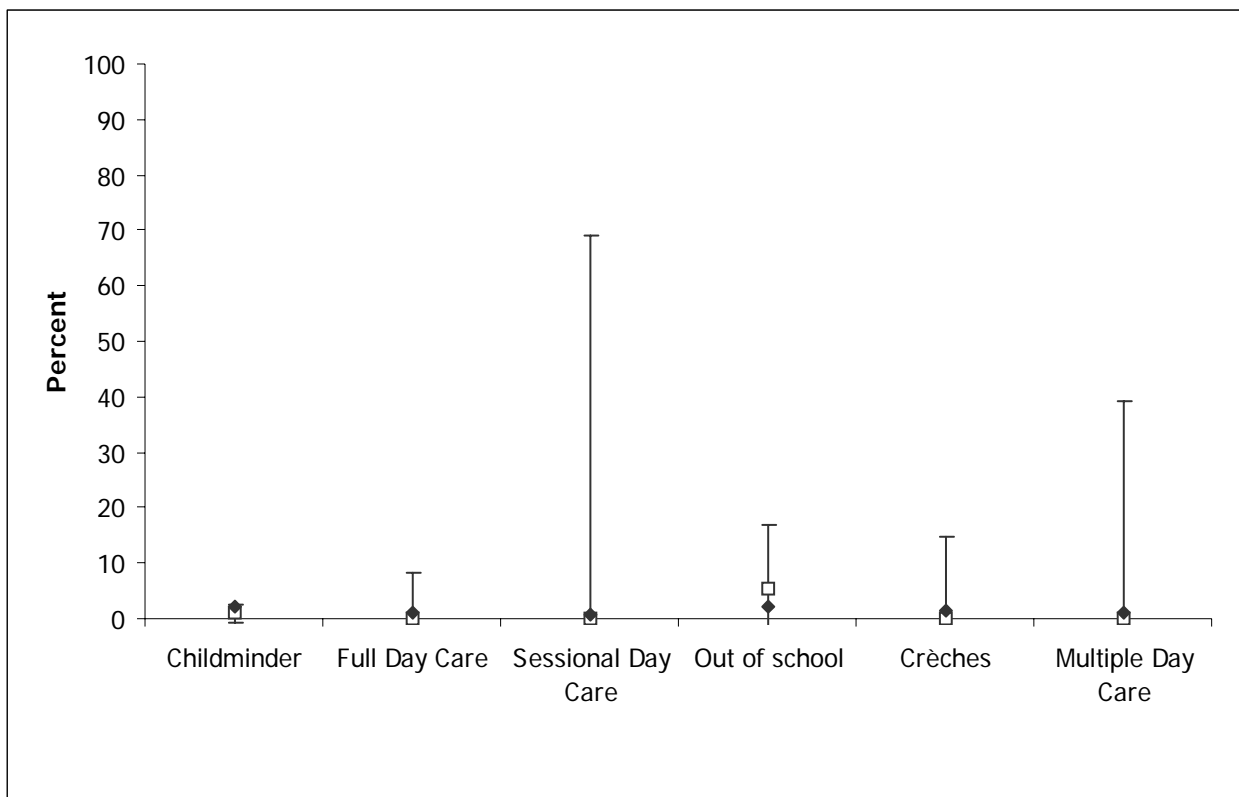 100
90
80
70
60
50
40
30
20
10
0
Percent
Childminder
Full Day Care
Sessional Day
Care
Out of school
Crèches
Multiple Day
Care